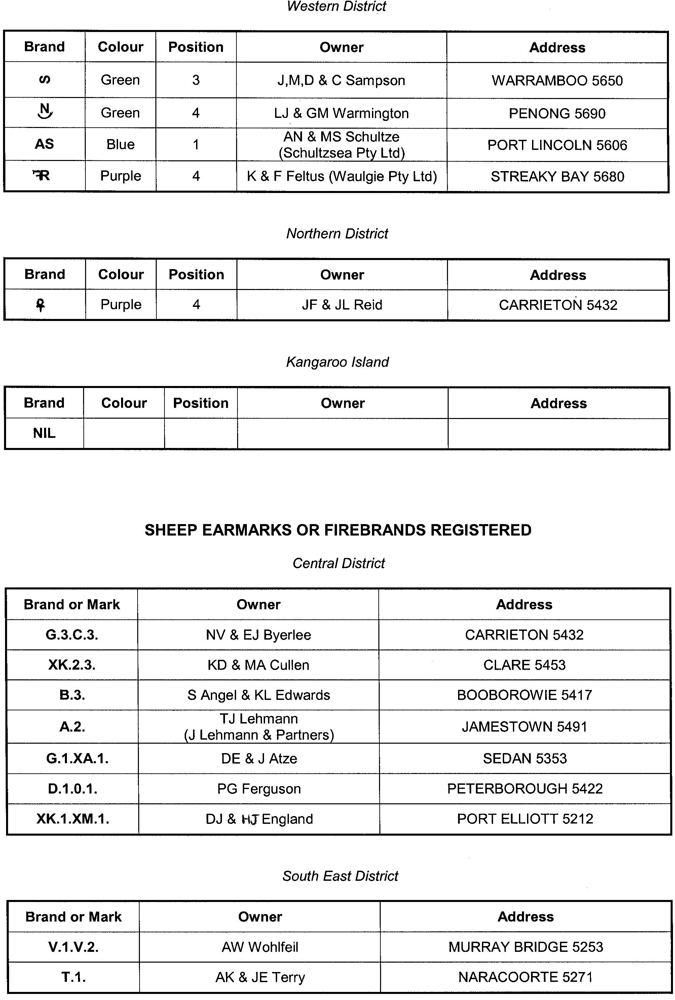 Western District
Brand Colour Position Owner Address
S Green 3 J,M,D & C Sampson WARRAMBOO 5650
N Green 4 LJ & GM Warmington PENONG 5690
AS Blue 1 AN & MS Schultze (Schultzsea Pty Ltd) PORT LINCOLN 5606
Purple 4 K & F Feltus (Waulgie Pty Ltd) STREAKY BAY 5680
Northern District
Brand Colour Position Owner Address
Purple 4 JF & JL Reid CARRIETON 5432
Kangaroo Island
Brand Colour Position Owner Address
NIL
SHEEP EARMARKS OR FIREBRANDS REGISTERED
Central District
Brand or Mark Owner Address
G.3.C.3. NV & EJ Byerlee CARRIETON 5432
XK.2.3. KD & MA Cullen CLARE 5453
B.3. S Angel & KL Edwards BOOBOROWIE 5417
A.2. TJ Lehmann (J Lehmann & Partners) JAMESTOWN 5491
G.1.XA.1. DE & J Atze SEDAN 5353
D.1.0.1. PG Ferguson PETERBOROUGH 5422
XK.1.XM.1. DJ & HJ England PORT ELLIOTT 5212
South East District
Brand or Mark Owner Address
V.1.V.2. AW Wohlfeil MURRAY BRIDGE 5253
T.1. AK & JE Terry NARACOORTE 5271